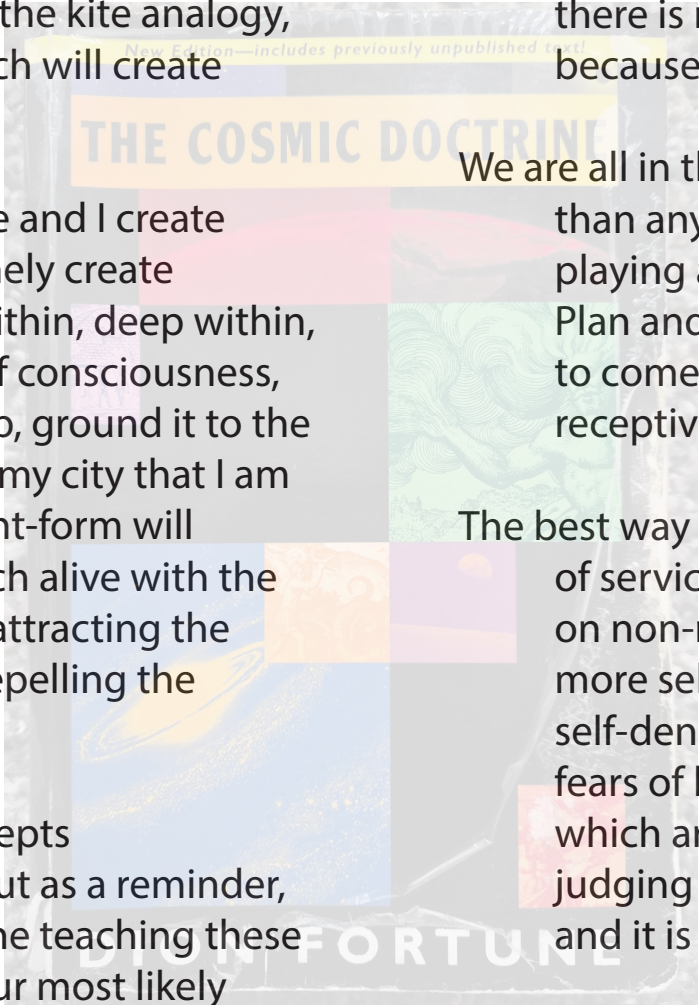 New Edition—includes previously unpublished text!
THE COSMIC DOCTRINE
DION FORTUNE
the kite analogy,
ch will create
e and I create
nely create
ithin, deep within,
f consciousness,
o, ground it to the
my city that I am
nt-form will
ch alive with the
attracting the
epelling the
epts
ut as a reminder,
ne teaching these
ur most likely
there is
because
We are all in th
than any
playing a
Plan and
to come
receptiv
The best way
of servic
on non-
more sel
self-den
fears of
which ar
judging
and it is